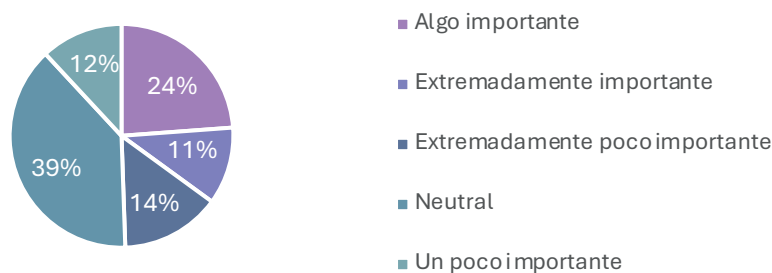 12%
24%
11%
39%
14%
Algo importante
Extremadamente importante
Extremadamente poco importante
Neutral
Un poco importante